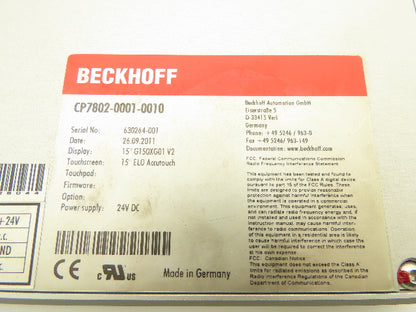 BECKHOFF
CP7802-0001-0010
Beckhoff Automation GmbH
Eiserstraße 5
D-33415 Verl
Germany
Phone: +49 5246 / 963-0
Fax: +49 5246/ 963-149
Documentation: www.beckhoff.com
Serial No: 630264-001
Date: 26.09.2011
Display: 15" G150XG01 V2
Touchscreen: 15" ELO Accutouch
Touchpad:
Firmware:
Option:
Power supply: 24V DC
FCC: Federal Communications Commission
Radio Frequency Interference Statement
This equipment has been tested and found to
comply with the limits for Class A digital device
pursuant to part 15 of the FCC Rules. These
limits are designed to provide reasonable
protection against harmful interference
when the equipment is operated in a
commercial environment.
This equipment generates, uses, and
can radiate radio frequency energy and, if
not installed and used in accordance with the
instruction manual, may cause harmful
interference to radio communications. Operation
of this equipment in a residential area is likely
to cause harmful interference in which case the
user will be required to correct the interference
at his own expense.
FCC: Canadian Notice
This equipment does not exceed the Class A
limits for radiated emissions as described in the
Radio Interference Regulations of the Canadian
Department of Communications.
CE
c UL us
Made in Germany
+ 24V
c.
ND
c.